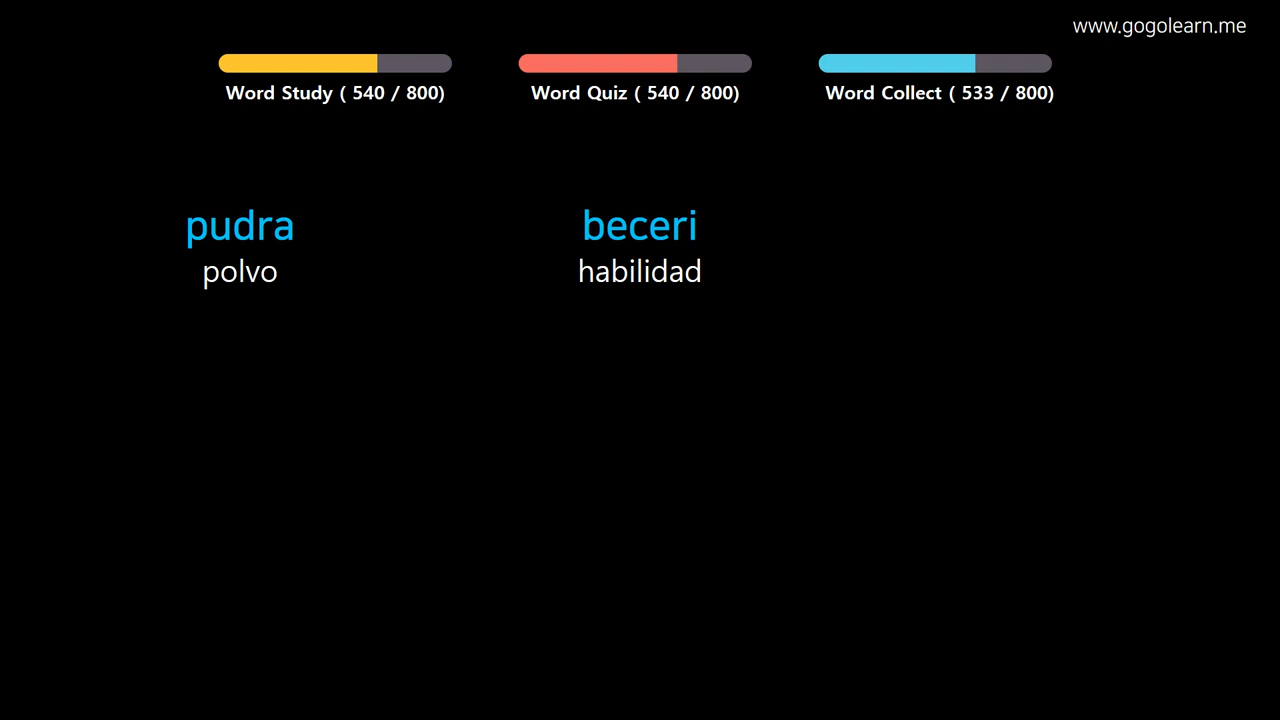 www.gogolearn.me
Word Study ( 540 / 800)
Word Quiz ( 540 / 800)
Word Collect ( 533 / 800)
pudra
polvo
beceri
habilidad